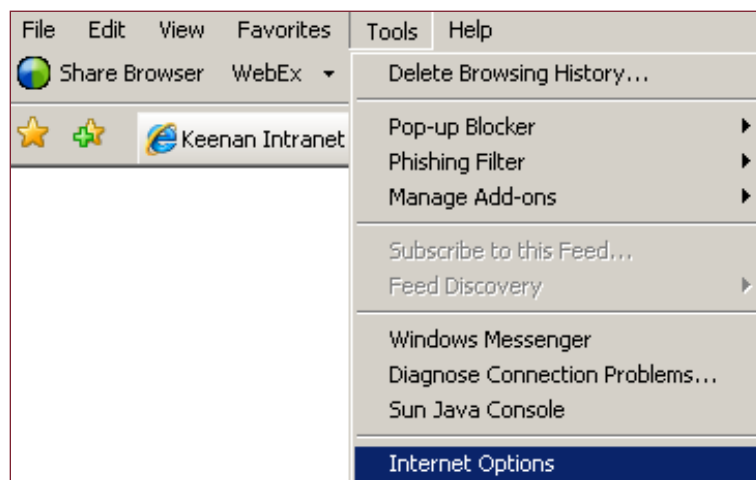 File Edit View Favorites Tools Help
Share Browser WebEx
Keenan Intranet
Delete Browsing History...
Pop-up Blocker
Phishing Filter
Manage Add-ons
Subscribe to this Feed...
Feed Discovery
Windows Messenger
Diagnose Connection Problems...
Sun Java Console
Internet Options